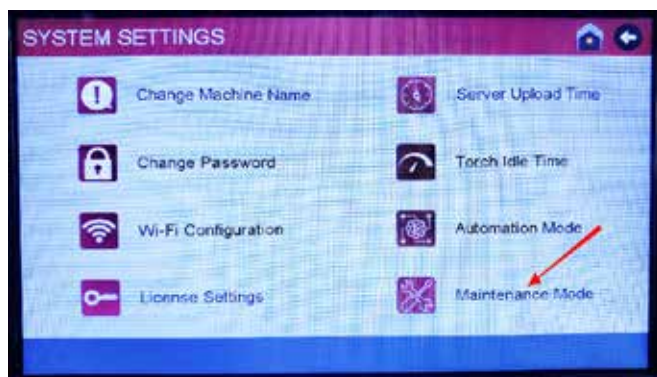 SYSTEM SETTINGS
Change Machine Name
Server Upload Time
Change Password
Torch Idle Time
Wi-Fi Configuration
Automation Mode
License Settings
Maintenance Mode